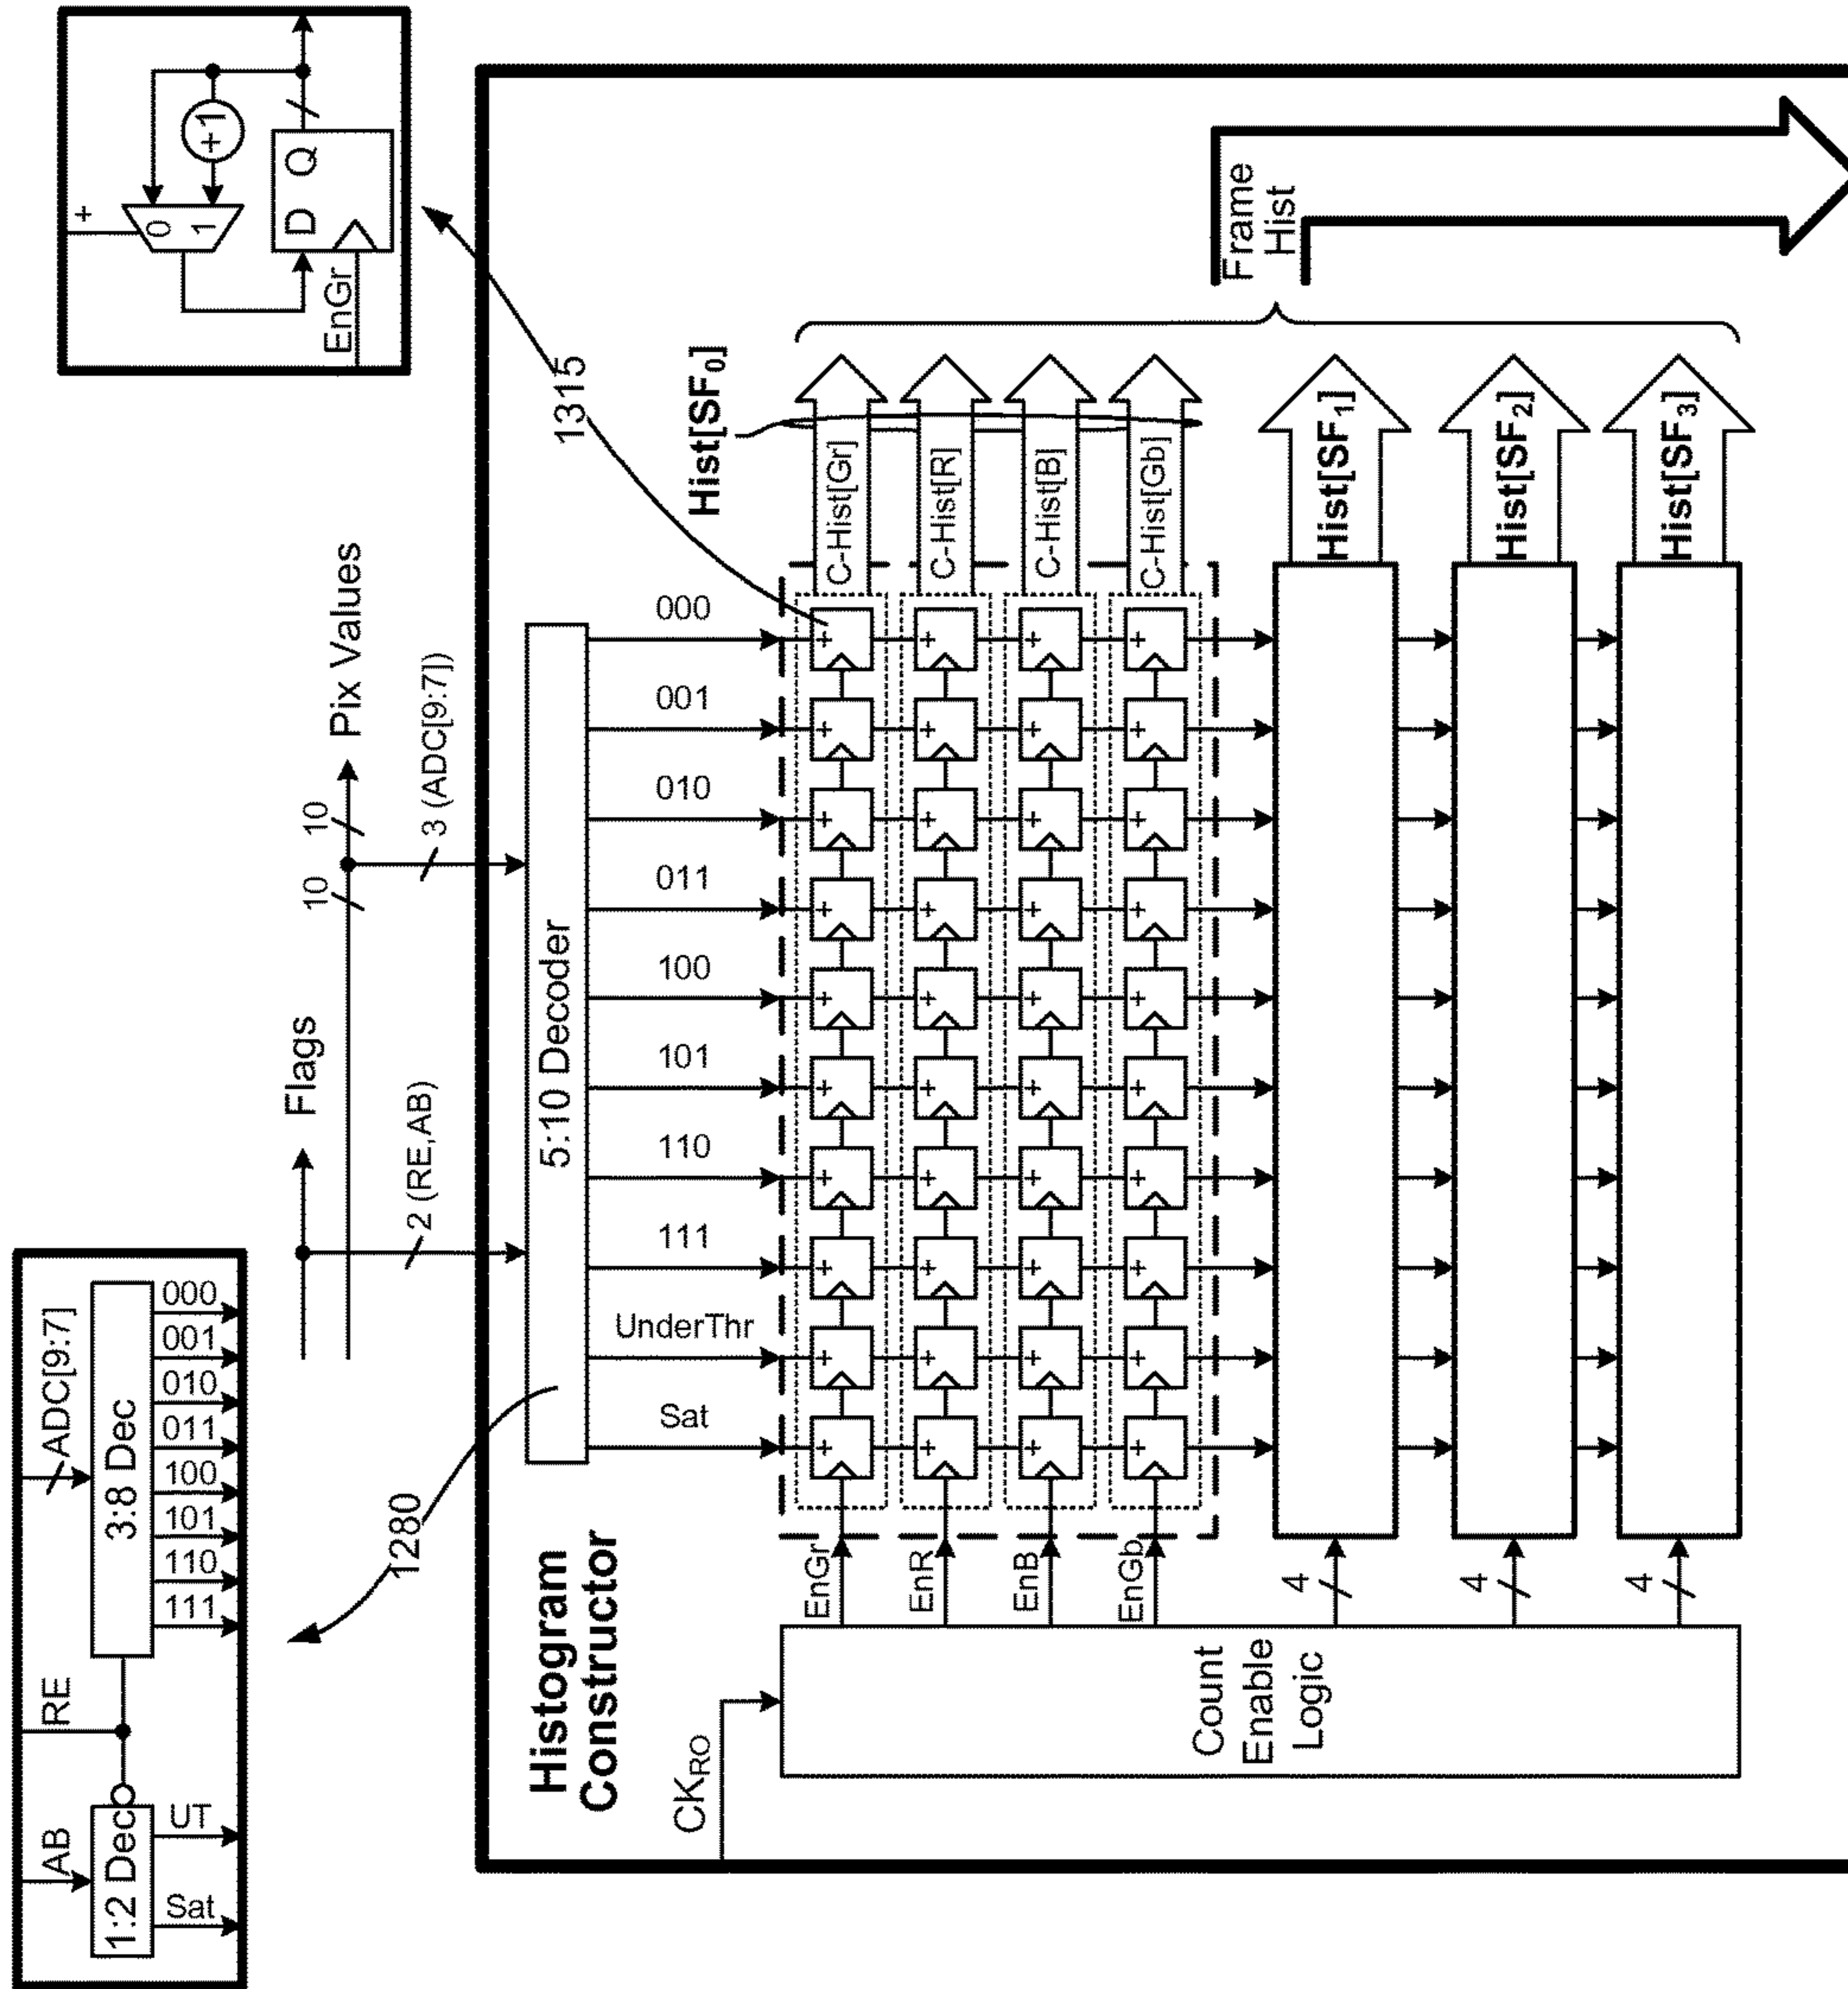 AB
RE
ADC[9:7]
1:2 Dec
3:8 Dec
Sat
UT
111
110
101
100
011
010
001
000
+
0
1
+1
D Q
EnGr
1280
Flags
10
10
Pix Values
2 (RE,AB)
3 (ADC[9:7])
1315
Histogram
Constructor
5:10 Decoder
Sat
UnderThr
111
110
101
100
011
010
001
000
CK_RO
Count
Enable
Logic
EnGr
+ + + + + + + + + +
C-Hist[Gr]
EnR
+ + + + + + + + + +
C-Hist[R]
EnB
+ + + + + + + + + +
C-Hist[B]
EnGb
+ + + + + + + + + +
C-Hist[Gb]
Hist[SF₀]
4
Hist[SF₁]
4
Hist[SF₂]
4
Hist[SF₃]
Frame
Hist